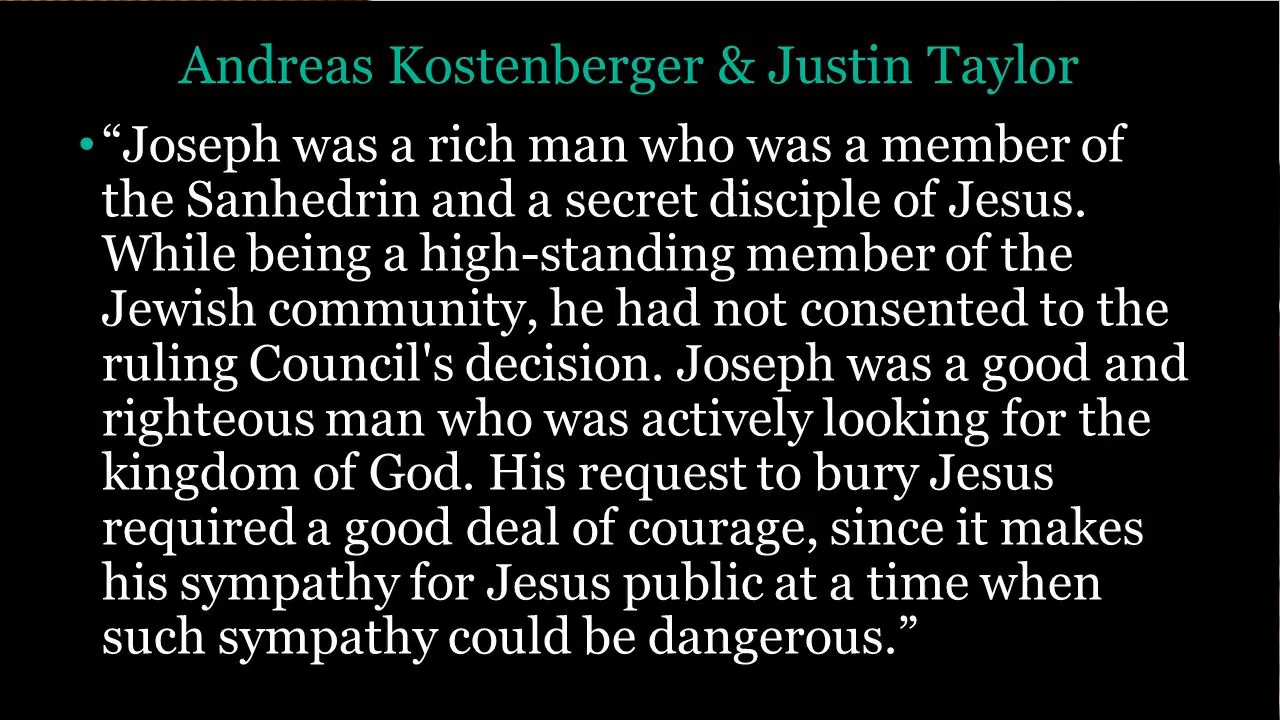 Andreas Kostenberger & Justin Taylor
•“Joseph was a rich man who was a member of
the Sanhedrin and a secret disciple of Jesus.
While being a high-standing member of the
Jewish community, he had not consented to the
ruling Council's decision. Joseph was a good and
righteous man who was actively looking for the
kingdom of God. His request to bury Jesus
required a good deal of courage, since it makes
his sympathy for Jesus public at a time when
such sympathy could be dangerous.”